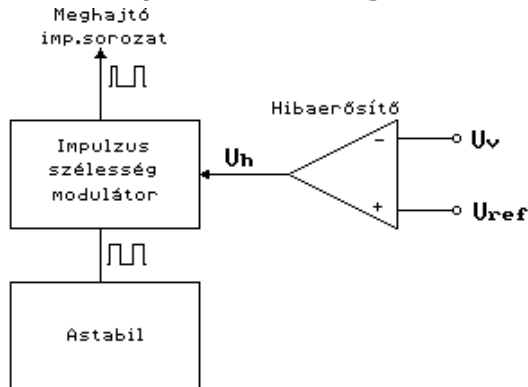 Meghajtó
imp.sorozat
Hibaerősítő
Impulzus
szélesség
modulátor
Uh
-
Uv
+
Uref
Astabil